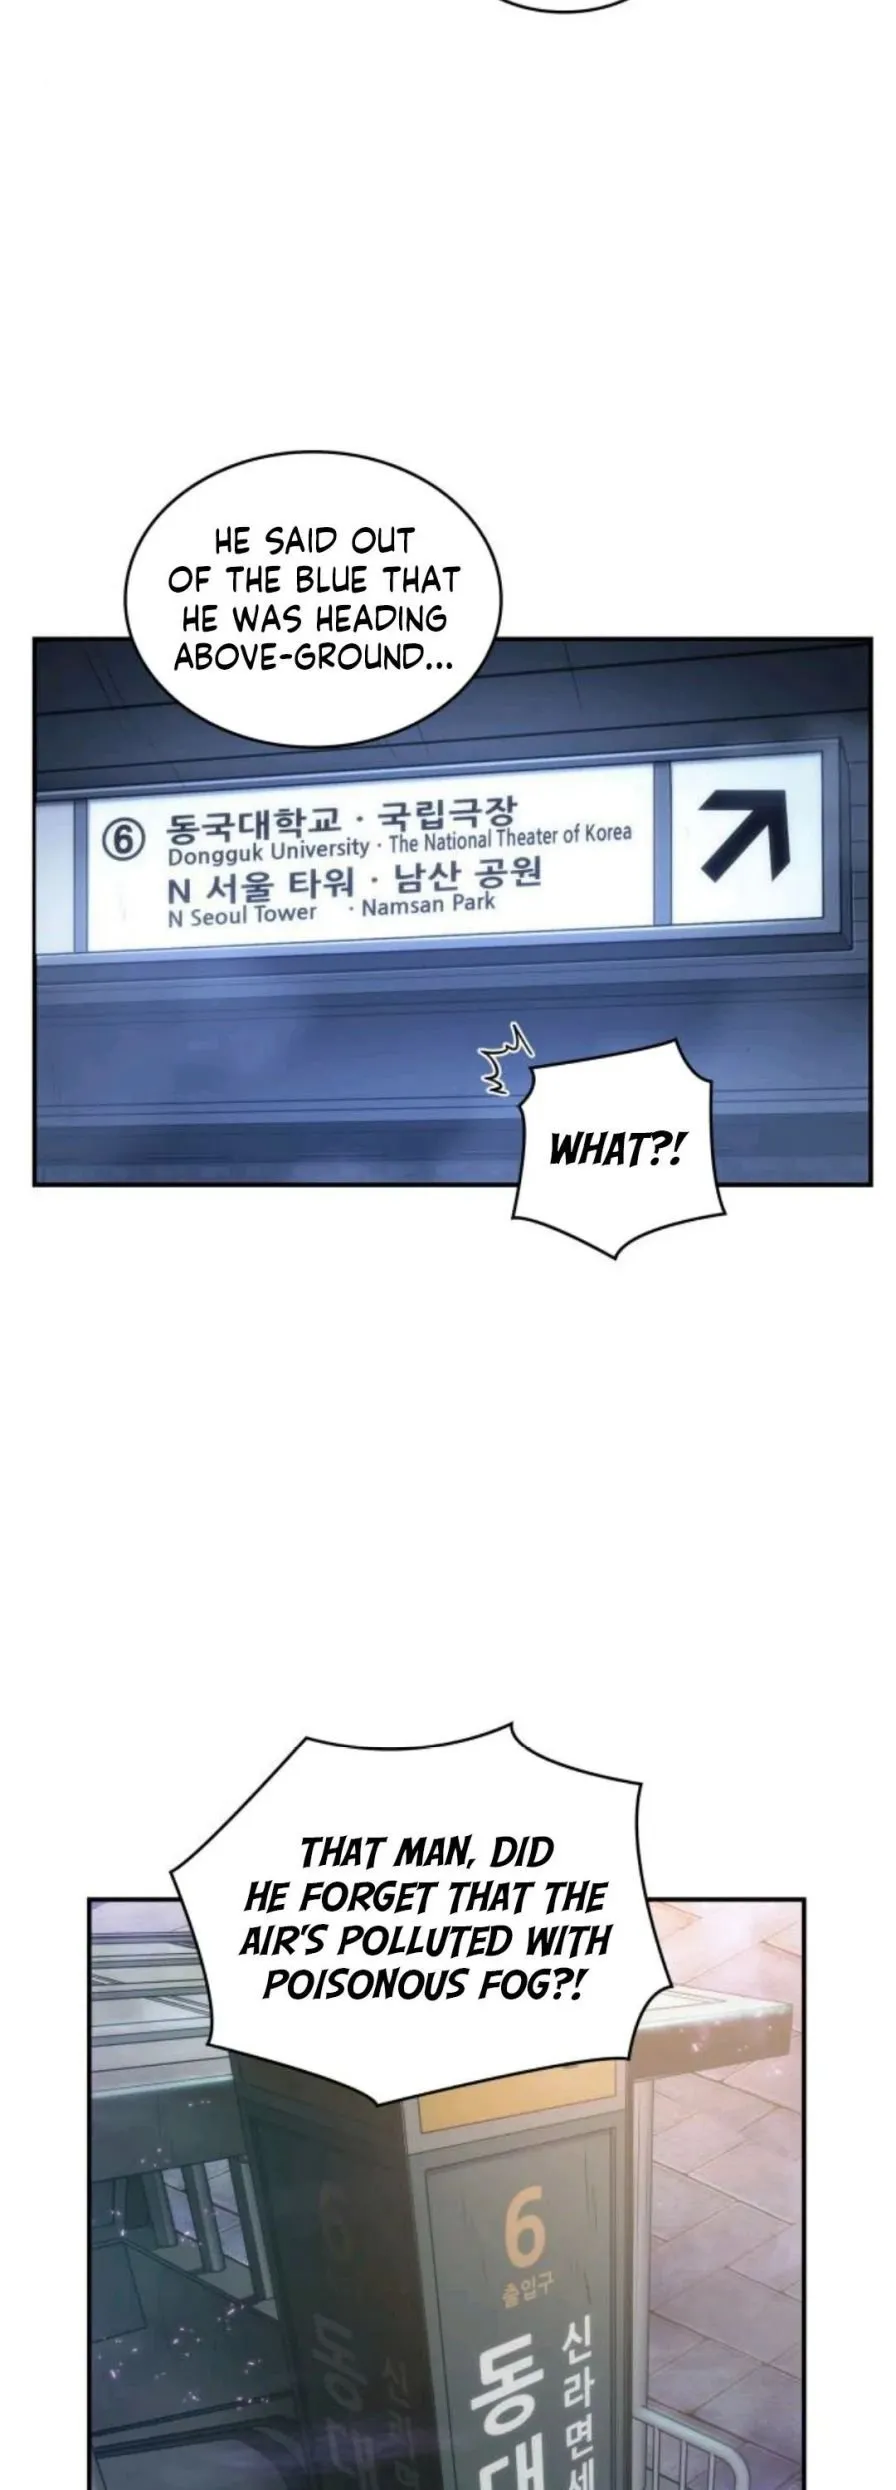 HE SAID OUT
OF THE BLUE THAT
HE WAS HEADING
ABOVE-GROUND...
⑥ 동국대학교 · 국립극장
Dongguk University · The National Theater of Korea
N 서울 타워 · 남산 공원
N Seoul Tower · Namsan Park
WHAT?!
THAT MAN, DID
HE FORGET THAT THE
AIR'S POLLUTED WITH
POISONOUS FOG?!
6
출입구
동대
신라면세
6